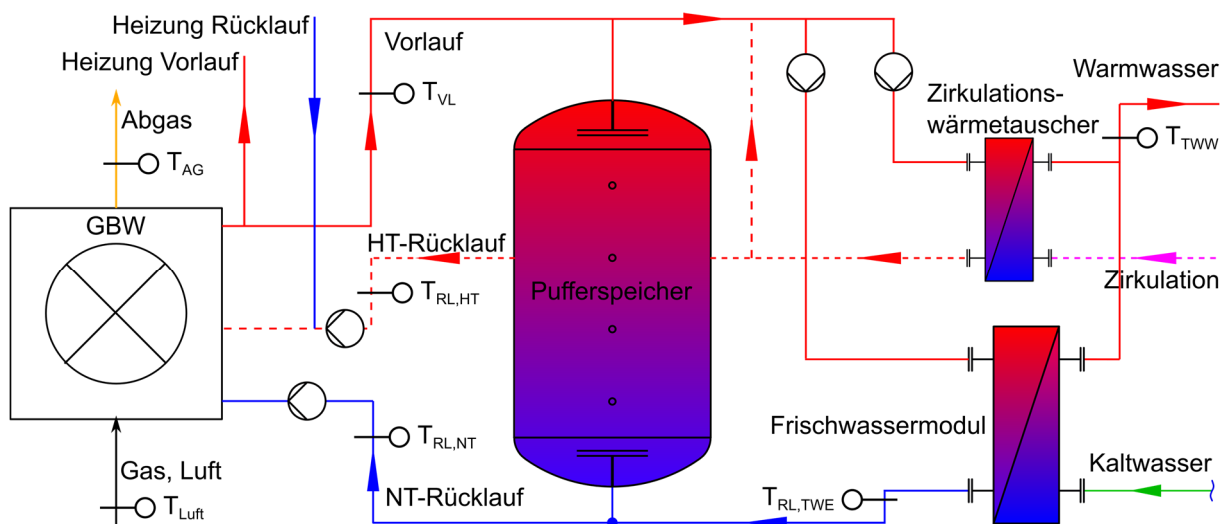 Heizung Rücklauf
Heizung Vorlauf
Vorlauf
T_VL
Abgas
T_AG
GBW
HT-Rücklauf
T_RL,HT
Pufferspeicher
Zirkulations-
wärmetauscher
Warmwasser
T_TWW
Zirkulation
Frischwassermodul
Kaltwasser
T_RL,NT
NT-Rücklauf
T_RL,TWE
Gas, Luft
T_Luft